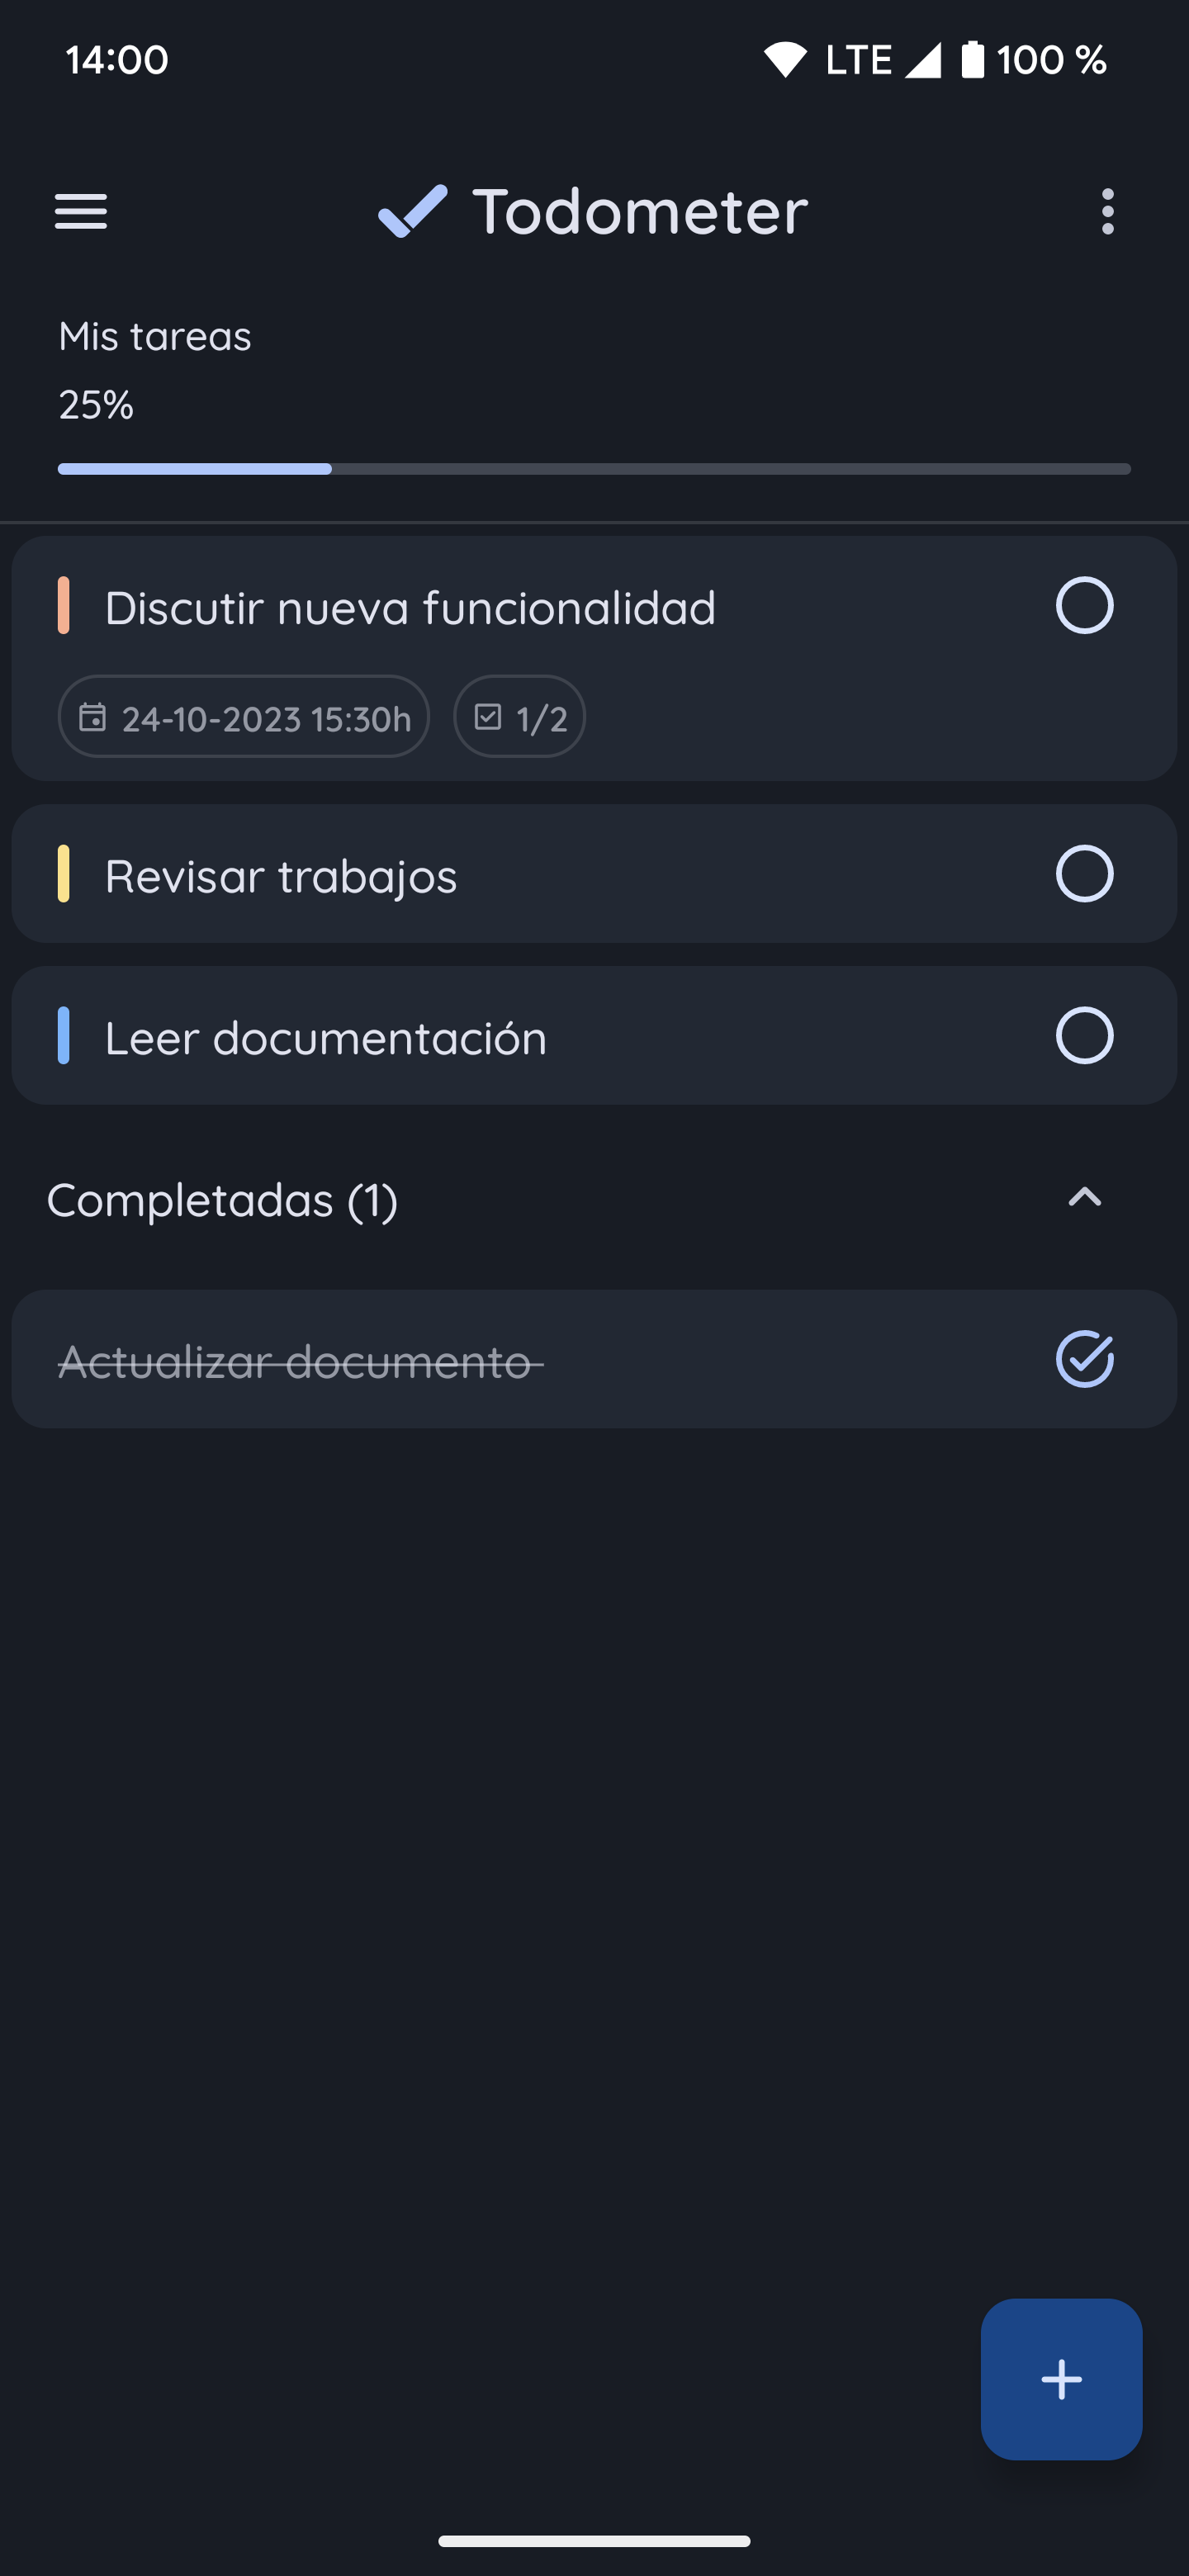 14:00 LTE 100 %
Todometer
Mis tareas
25%
Discutir nueva funcionalidad
24-10-2023 15:30h 1/2
Revisar trabajos
Leer documentación
Completadas (1)
Actualizar documento